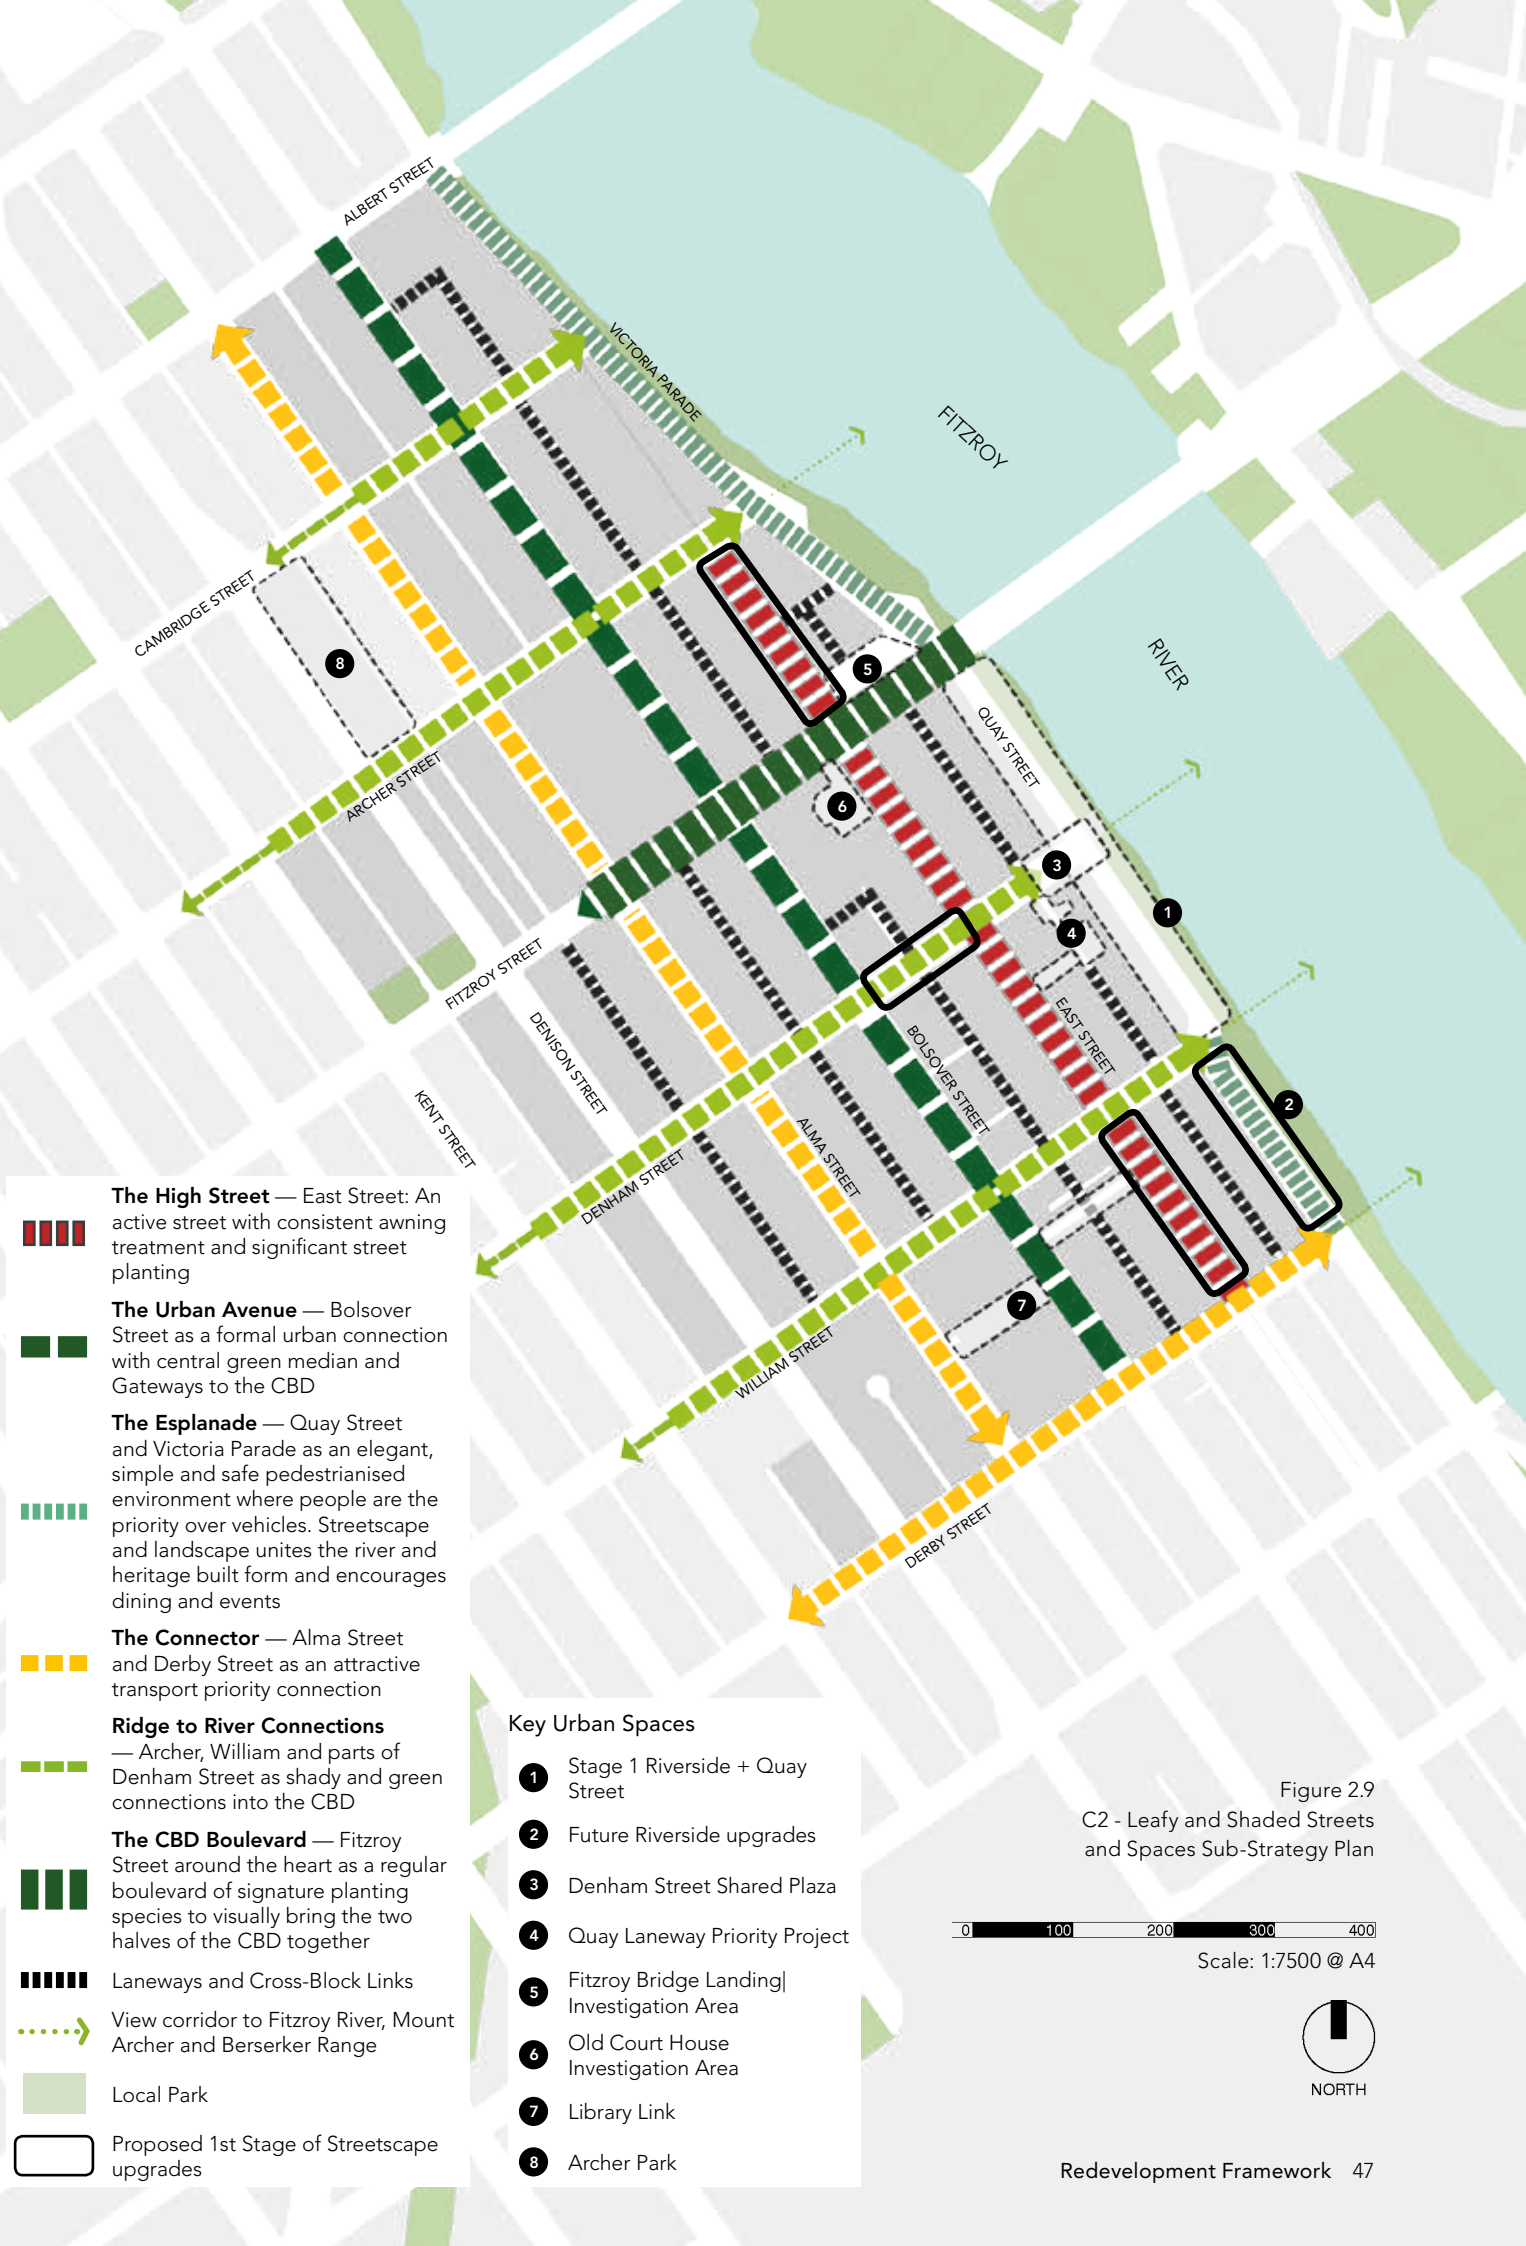 ALBERT STREET
VICTORIA PARADE
FITZROY
RIVER
CAMBRIDGE STREET
8
5
QUAY STREET
ARCHER STREET
6
3
1
4
FITZROY STREET
DENISON STREET
EAST STREET
BOLSOVER STREET
KENT STREET
2
ALMA STREET
DENHAM STREET
7
WILLIAM STREET
DERBY STREET
The High Street — East Street: An
active street with consistent awning
treatment and significant street
planting
The Urban Avenue — Bolsover
Street as a formal urban connection
with central green median and
Gateways to the CBD
The Esplanade — Quay Street
and Victoria Parade as an elegant,
simple and safe pedestrianised
environment where people are the
priority over vehicles. Streetscape
and landscape unites the river and
heritage built form and encourages
dining and events
The Connector — Alma Street
and Derby Street as an attractive
transport priority connection
Ridge to River Connections
— Archer, William and parts of
Denham Street as shady and green
connections into the CBD
The CBD Boulevard — Fitzroy
Street around the heart as a regular
boulevard of signature planting
species to visually bring the two
halves of the CBD together
Laneways and Cross-Block Links
View corridor to Fitzroy River, Mount
Archer and Berserker Range
Local Park
Proposed 1st Stage of Streetscape
upgrades
Key Urban Spaces
1 Stage 1 Riverside + Quay
Street
2 Future Riverside upgrades
3 Denham Street Shared Plaza
4 Quay Laneway Priority Project
5 Fitzroy Bridge Landing|
Investigation Area
6 Old Court House
Investigation Area
7 Library Link
8 Archer Park
Figure 2.9
C2 - Leafy and Shaded Streets
and Spaces Sub-Strategy Plan
0 100 200 300 400
Scale: 1:7500 @ A4
NORTH
Redevelopment Framework 47